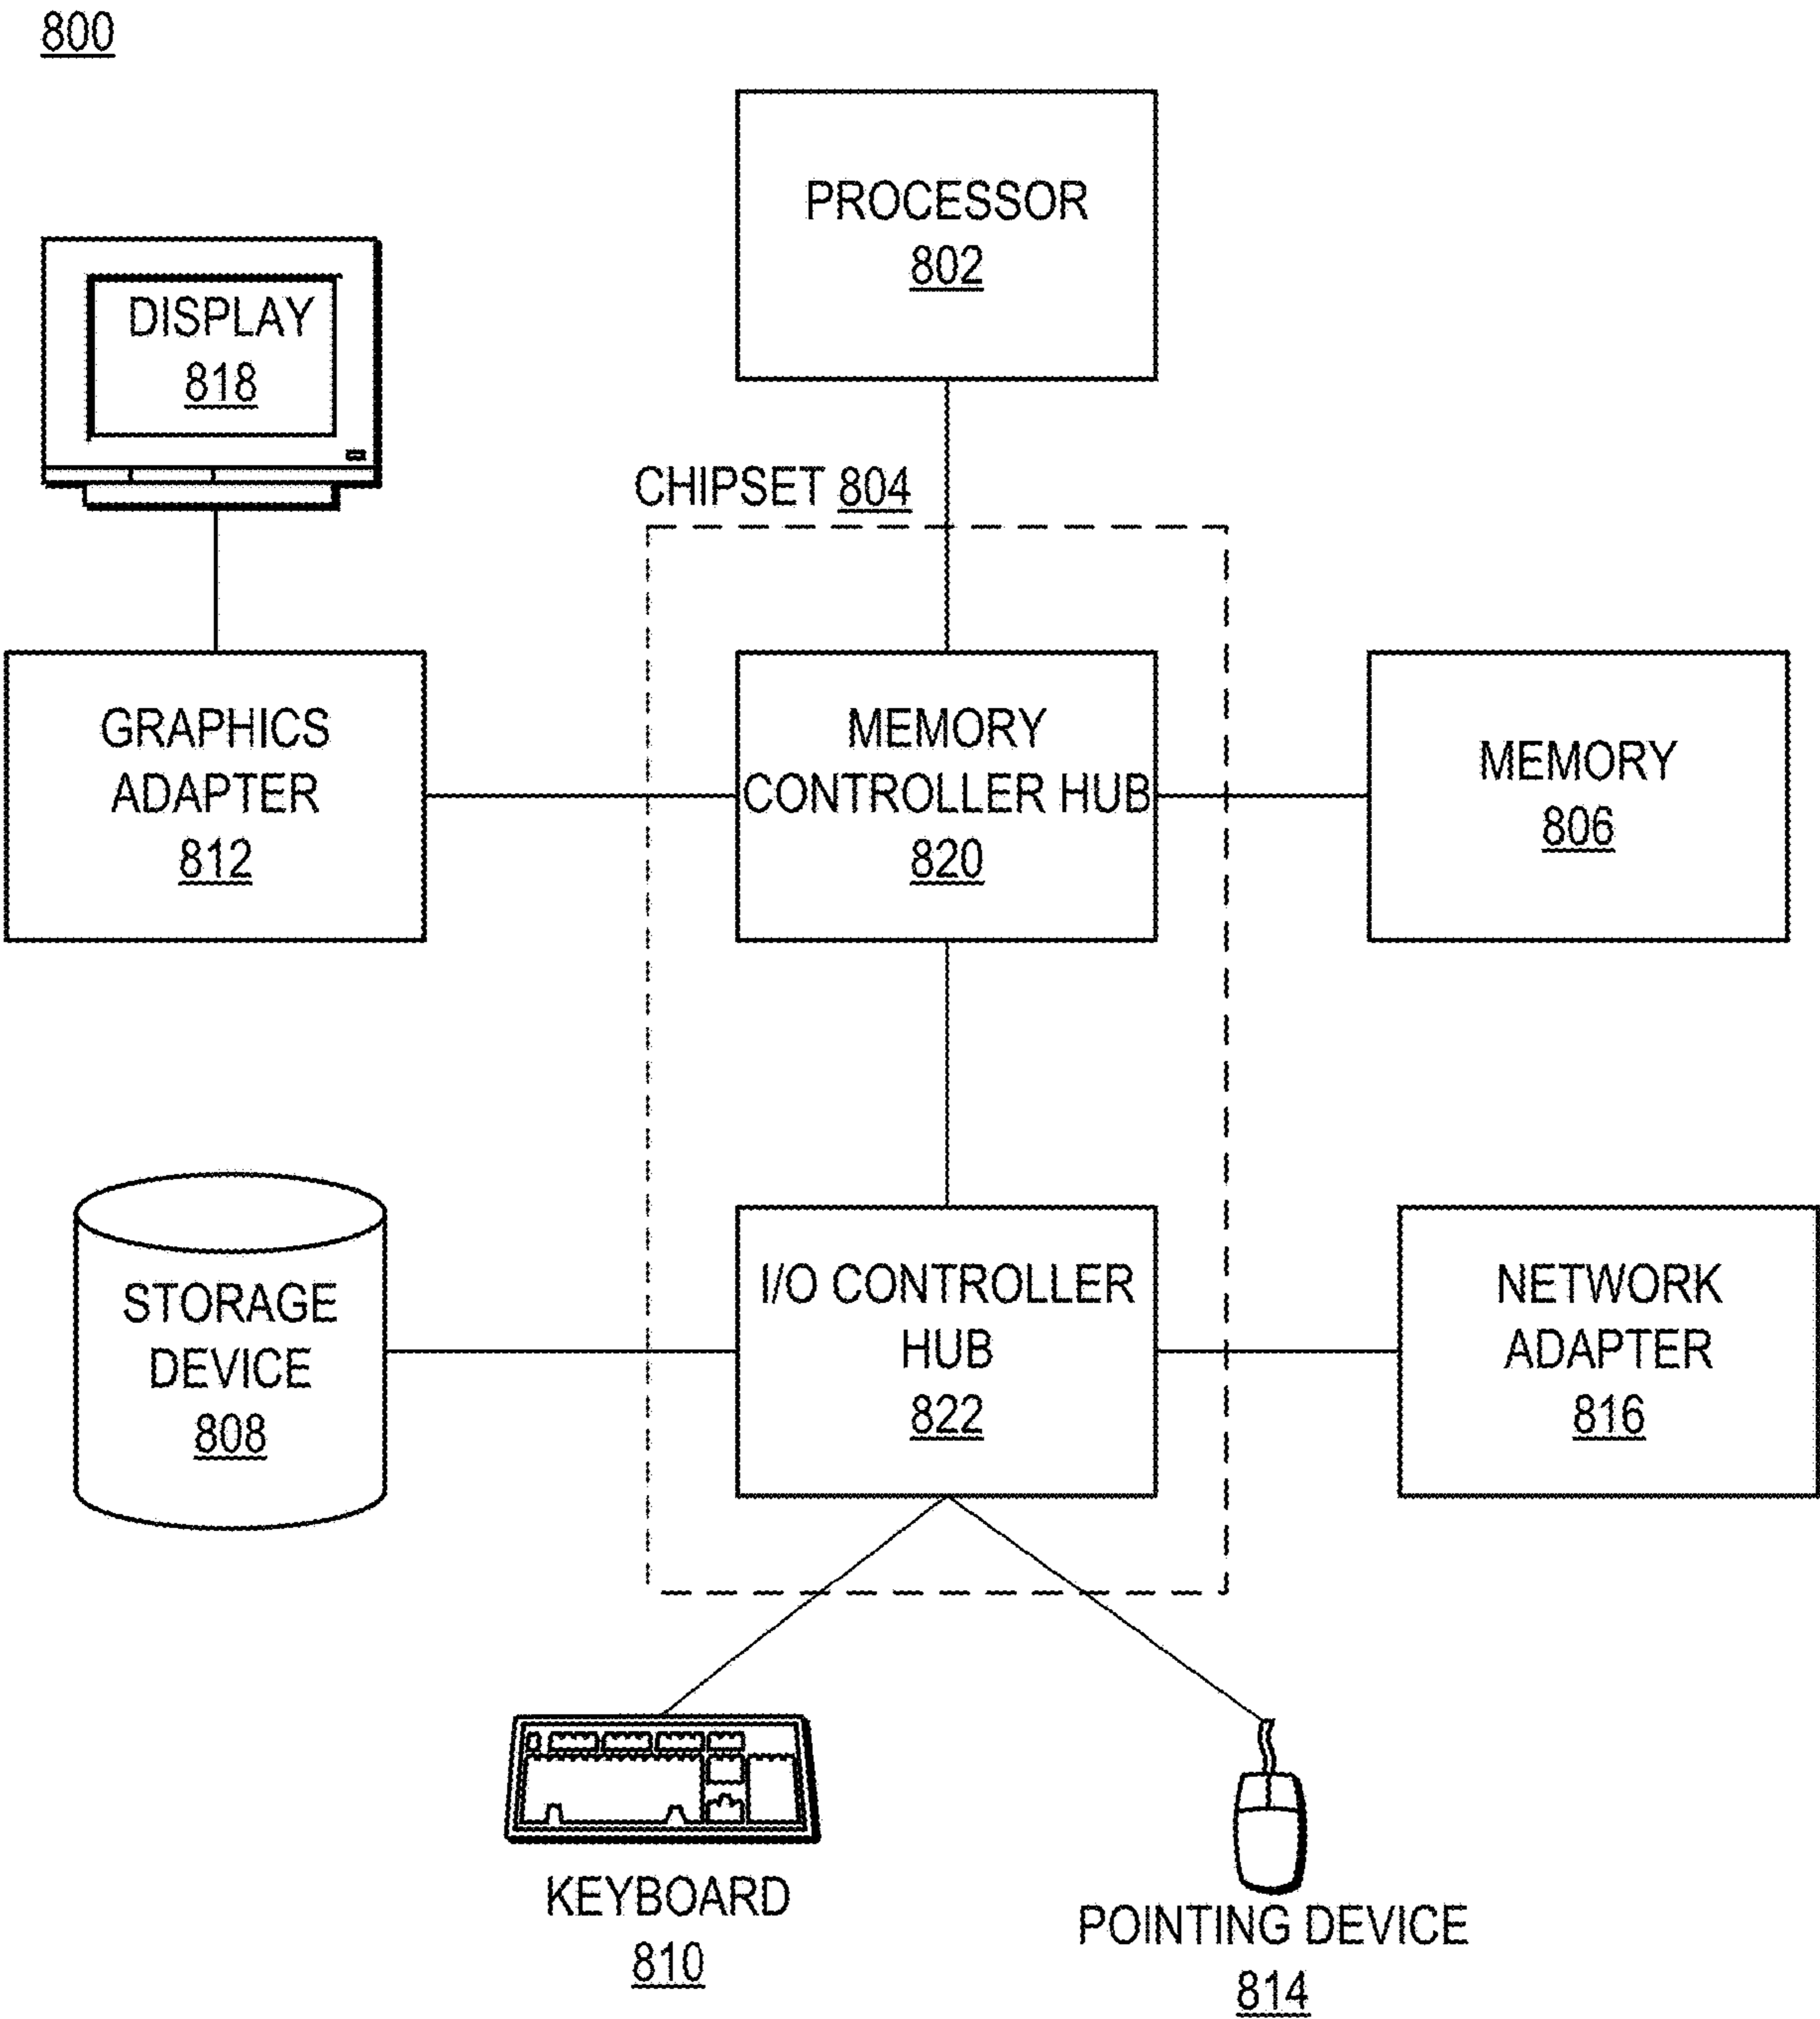 800
PROCESSOR
802
DISPLAY
818
CHIPSET 804
GRAPHICS
ADAPTER
812
MEMORY
CONTROLLER HUB
820
MEMORY
806
STORAGE
DEVICE
808
I/O CONTROLLER
HUB
822
NETWORK
ADAPTER
816
KEYBOARD
810
POINTING DEVICE
814